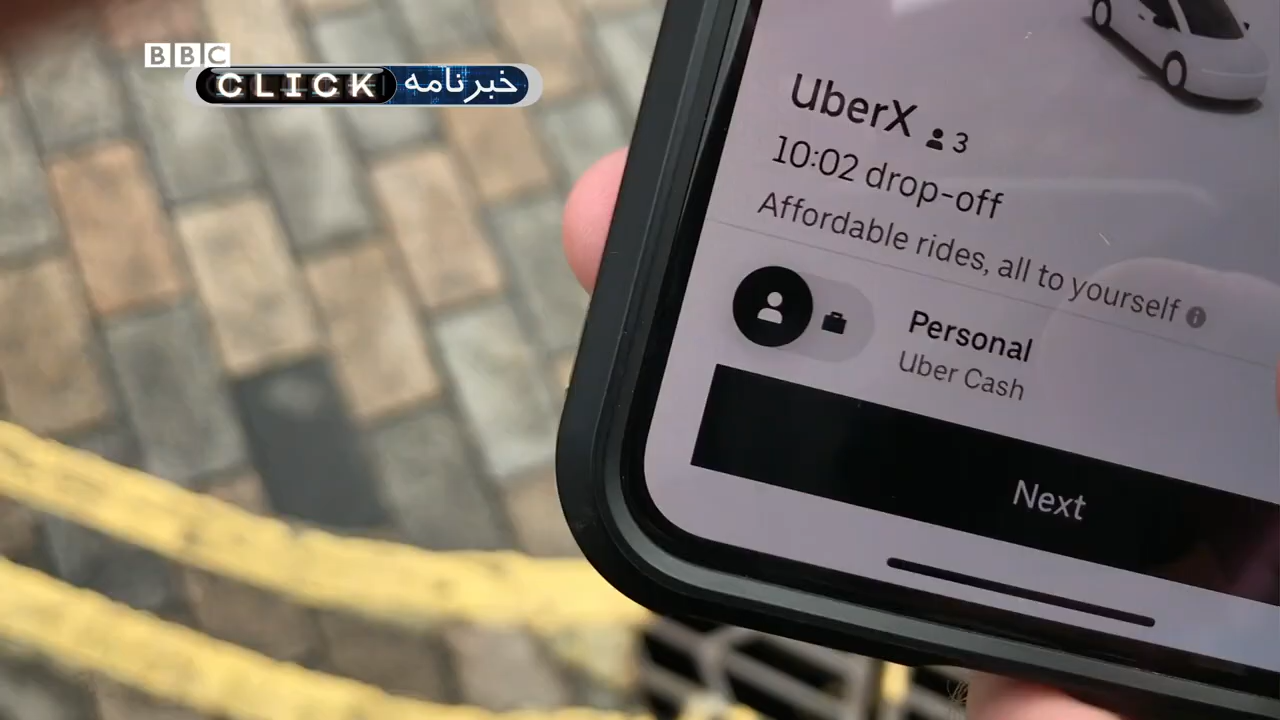 BBC
CLICK خبرنامه
UberX 3
10:02 drop-off
Affordable rides, all to yourself
Personal
Uber Cash
Next